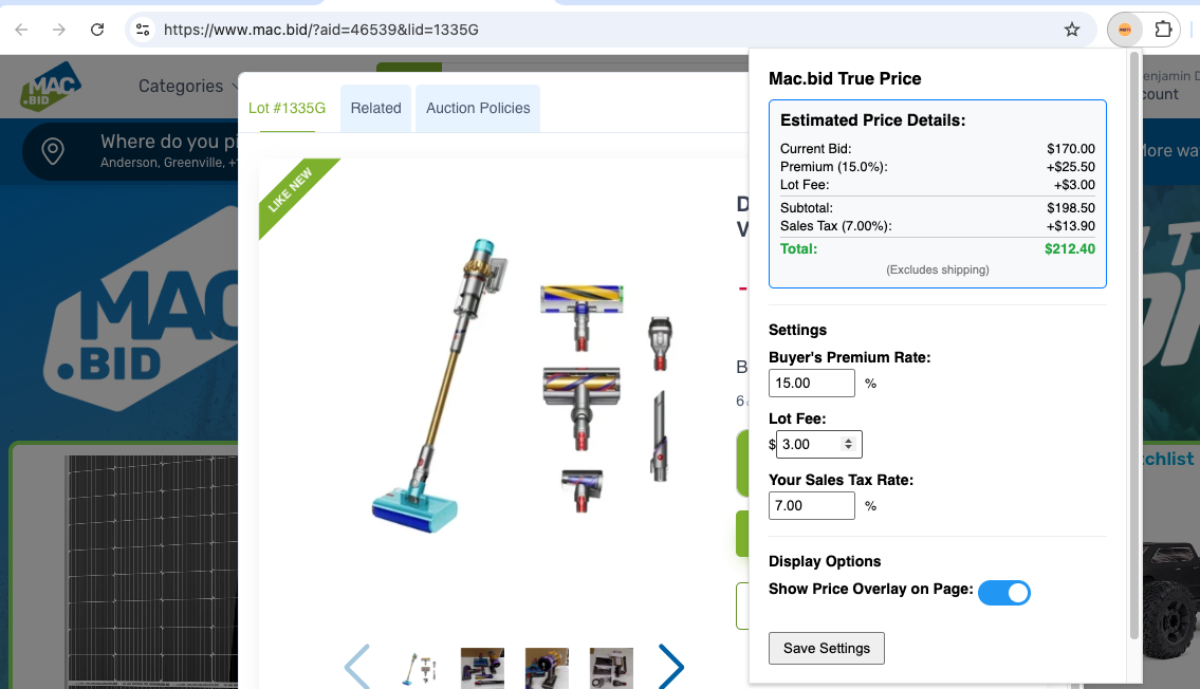 https://www.mac.bid/?aid=46539&lid=1335G
MAC
.BID
Categories
Where do you pi
Anderson, Greenville, +
Lot #1335G
Related
Auction Policies
LIKE NEW
MAC
.BID
enjamin D
count
More wa
tchlist
Mac.bid True Price
Estimated Price Details:
Current Bid: $170.00
Premium (15.0%): +$25.50
Lot Fee: +$3.00
Subtotal: $198.50
Sales Tax (7.00%): +$13.90
Total: $212.40
(Excludes shipping)
Settings
Buyer's Premium Rate:
15.00 %
Lot Fee:
$ 3.00
Your Sales Tax Rate:
7.00 %
Display Options
Show Price Overlay on Page:
Save Settings